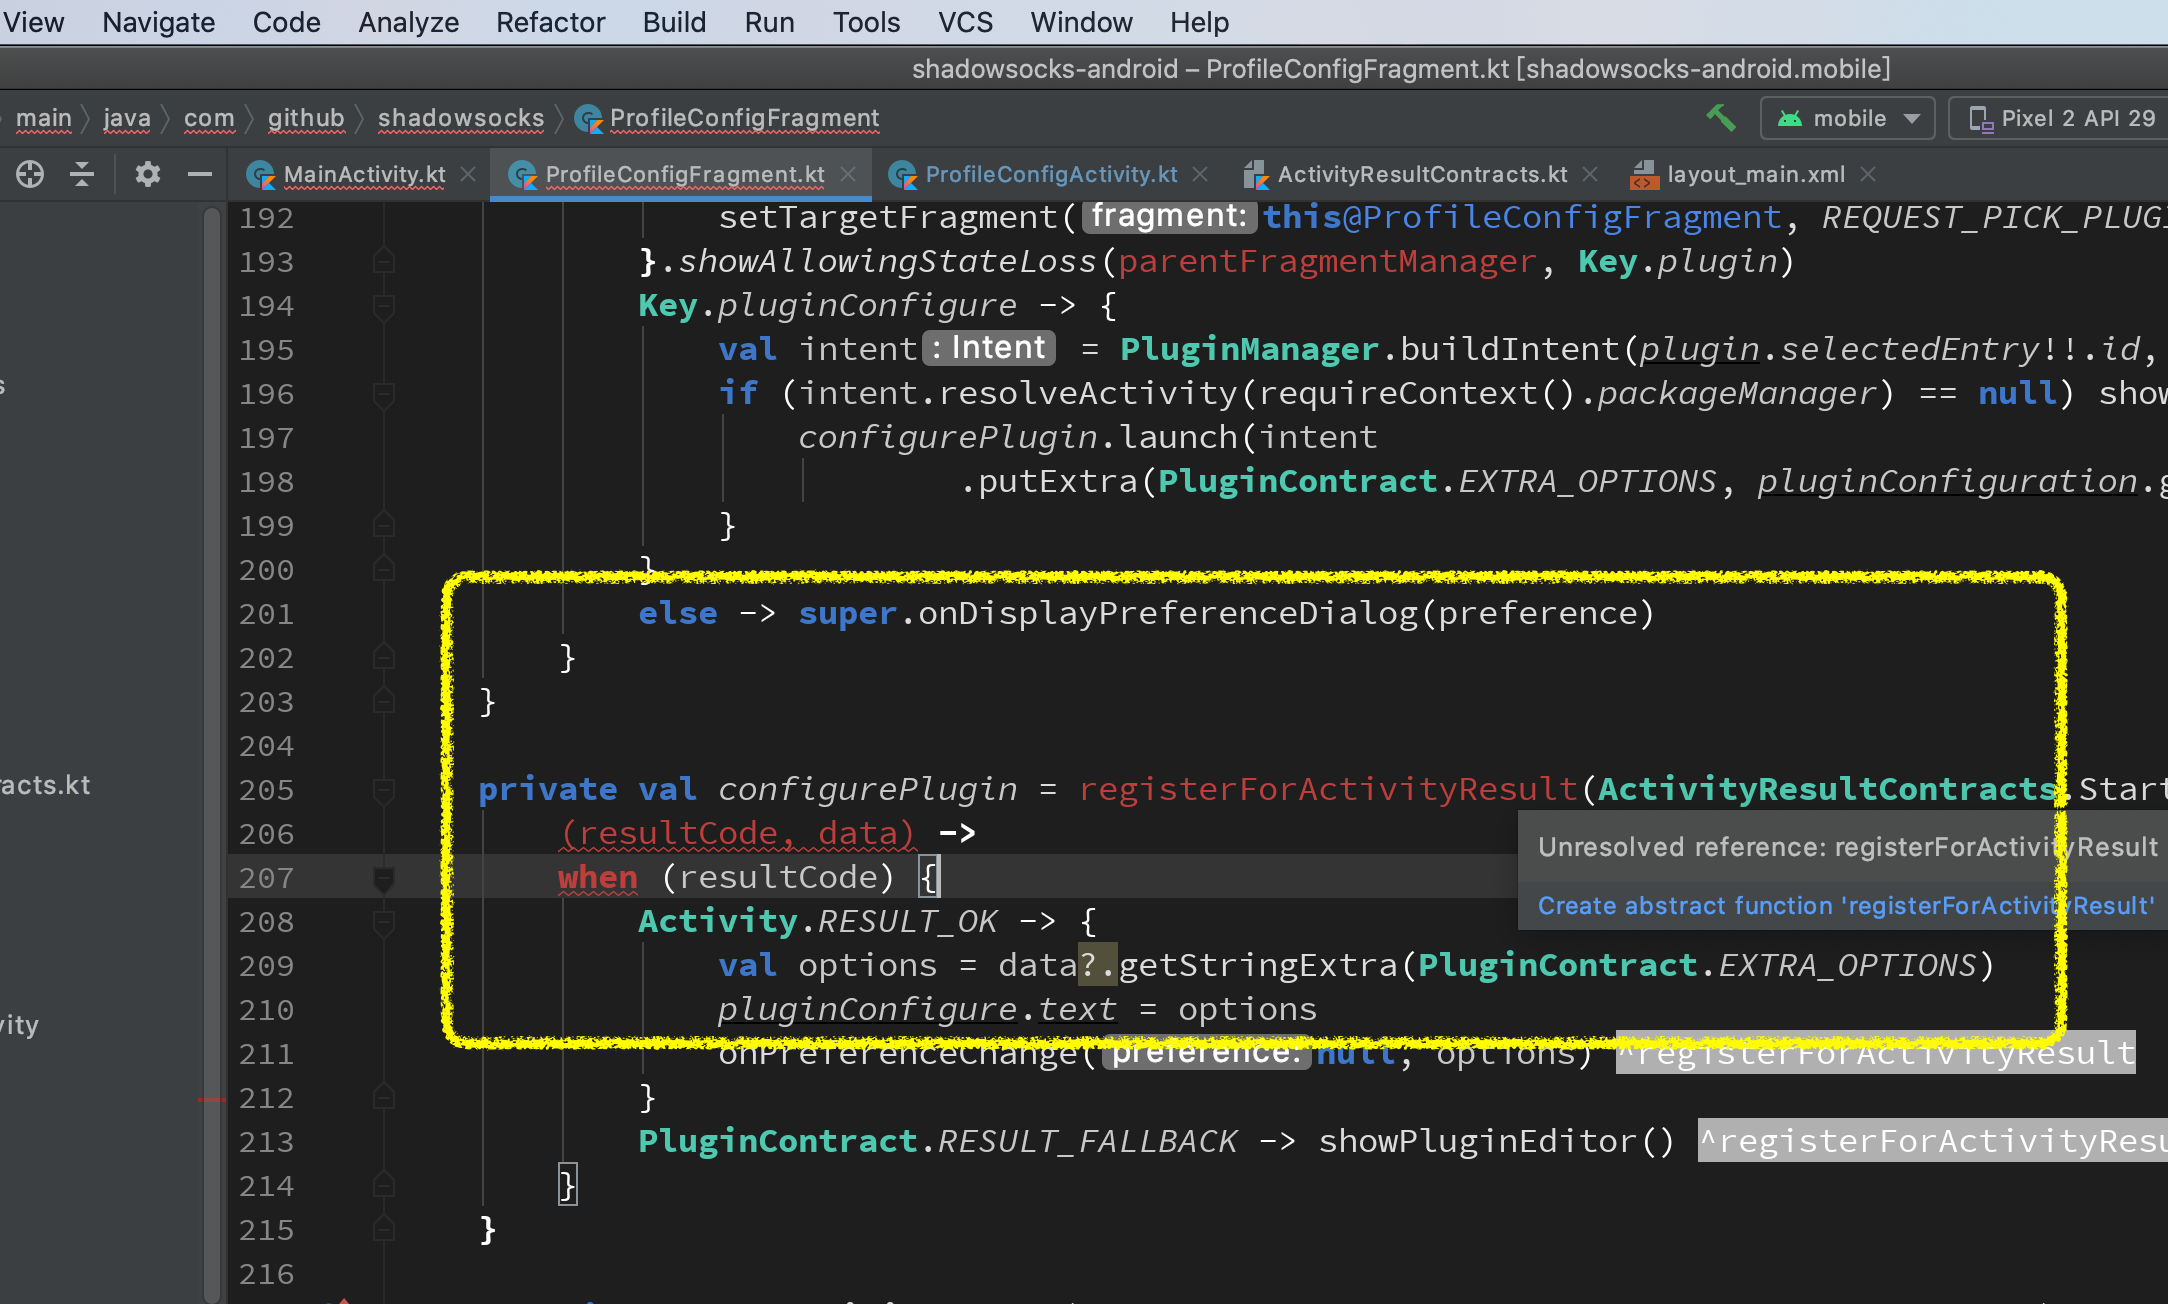 View Navigate Code Analyze Refactor Build Run Tools VCS Window Help
shadowsocks-android – ProfileConfigFragment.kt [shadowsocks-android.mobile]
main java com github shadowsocks ProfileConfigFragment mobile Pixel 2 API 29
MainActivity.kt ProfileConfigFragment.kt ProfileConfigActivity.kt ActivityResultContracts.kt layout_main.xml
192 setTargetFragment( fragment: this@ProfileConfigFragment, REQUEST_PICK_PLUGI
193 }.showAllowingStateLoss(parentFragmentManager, Key.plugin)
194 Key.pluginConfigure -> {
195 val intent : Intent = PluginManager.buildIntent(plugin.selectedEntry!!.id,
s
196 if (intent.resolveActivity(requireContext().packageManager) == null) show
197 configurePlugin.launch(intent
198 .putExtra(PluginContract.EXTRA_OPTIONS, pluginConfiguration.g
199 }
200 }
201 else -> super.onDisplayPreferenceDialog(preference)
202 }
203 }
204
racts.kt
205 private val configurePlugin = registerForActivityResult(ActivityResultContracts.Start
206 (resultCode, data) ->
Unresolved reference: registerForActivityResult
207 when (resultCode) {
Create abstract function 'registerForActivityResult'
208 Activity.RESULT_OK -> {
209 val options = data?.getStringExtra(PluginContract.EXTRA_OPTIONS)
210 pluginConfigure.text = options
vity
211 onPreferenceChange( preference: null, options) ^registerForActivityResult
212 }
213 PluginContract.RESULT_FALLBACK -> showPluginEditor() ^registerForActivityResu
214 }
215 }
216